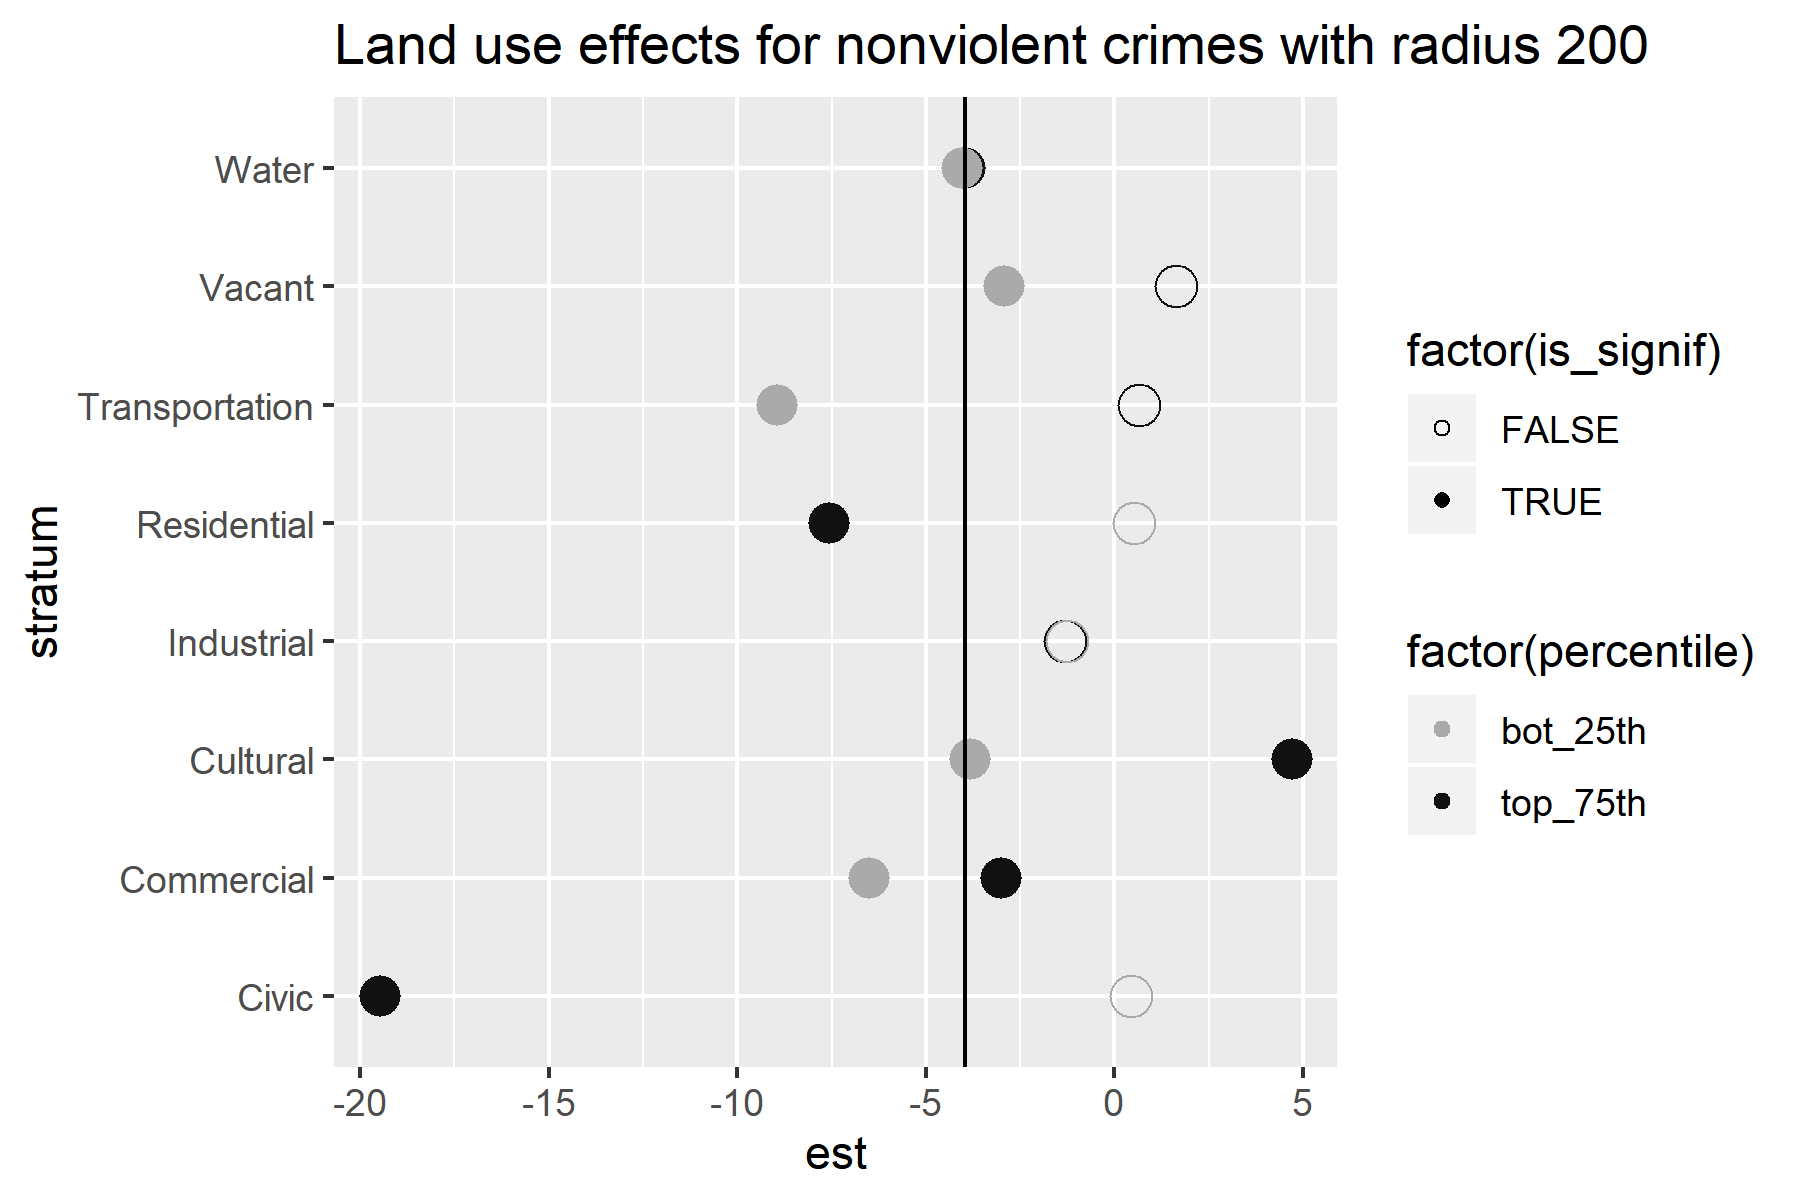 Land use effects for nonviolent crimes with radius 200
Water
Vacant
Transportation
Residential
Industrial
Cultural
Commercial
Civic
stratum
-20 -15 -10 -5 0 5
est
factor(is_signif)
FALSE
TRUE
factor(percentile)
bot_25th
top_75th